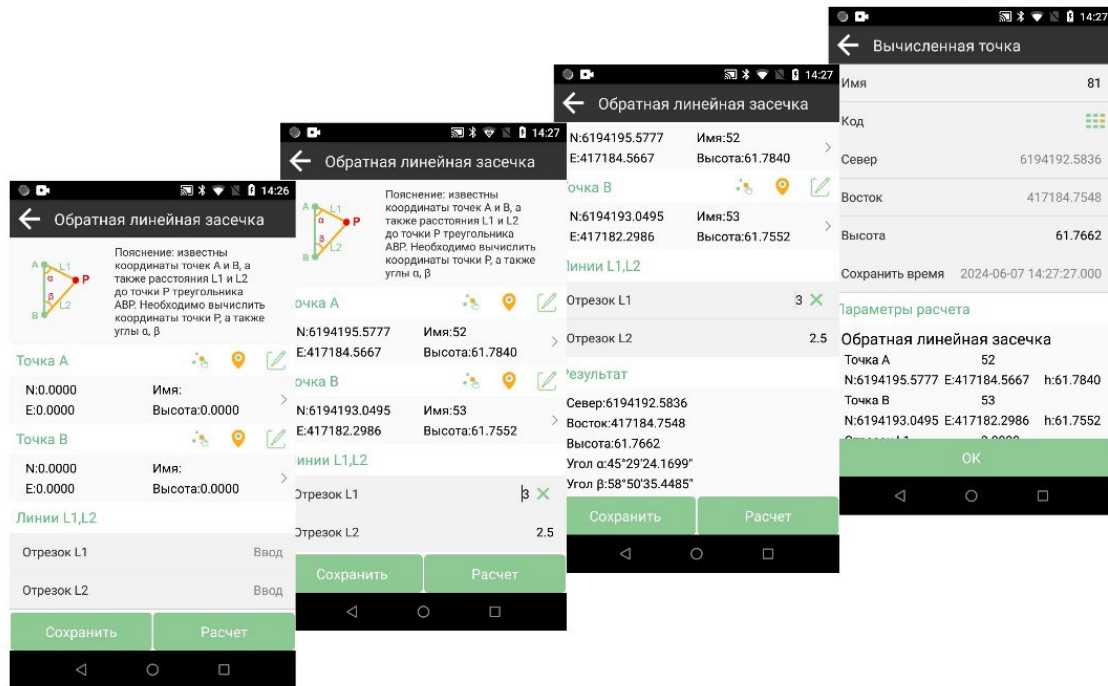 14:26
Обратная линейная засечка
A L1
α
P
β
L2
B
Пояснение: известны
координаты точек А и В, а
также расстояния L1 и L2
до точки Р треугольника
АВР. Необходимо вычислить
координаты точки Р, а также
углы α, β
Точка A
N:0.0000 Имя:
E:0.0000 Высота:0.0000
Точка B
N:0.0000 Имя:
E:0.0000 Высота:0.0000
Линии L1,L2
Отрезок L1 Ввод
Отрезок L2 Ввод
Сохранить Расчет
14:27
Обратная линейная засечка
A L1
α
P
β
L2
B
Пояснение: известны
координаты точек А и В, а
также расстояния L1 и L2
до точки Р треугольника
АВР. Необходимо вычислить
координаты точки Р, а также
углы α, β
очка A
N:6194195.5777 Имя:52
E:417184.5667 Высота:61.7840
очка B
N:6194193.0495 Имя:53
E:417182.2986 Высота:61.7552
инии L1,L2
Отрезок L1 3
Отрезок L2 2.5
Сохранить Расчет
14:27
Обратная линейная засечка
N:6194195.5777 Имя:52
E:417184.5667 Высота:61.7840
Точка B
N:6194193.0495 Имя:53
E:417182.2986 Высота:61.7552
Линии L1,L2
Отрезок L1 3
Отрезок L2 2.5
Результат
Север:6194192.5836
Восток:417184.7548
Высота:61.7662
Угол α:45°29'24.1699"
Угол β:58°50'35.4485"
Сохранить Расчет
14:27
Вычисленная точка
Имя 81
Код
Север 6194192.5836
Восток 417184.7548
Высота 61.7662
Сохранить время 2024-06-07 14:27:27.000
Параметры расчета
Обратная линейная засечка
Точка A 52
N:6194195.5777 E:417184.5667 h:61.7840
Точка B 53
N:6194193.0495 E:417182.2986 h:61.7552
OK